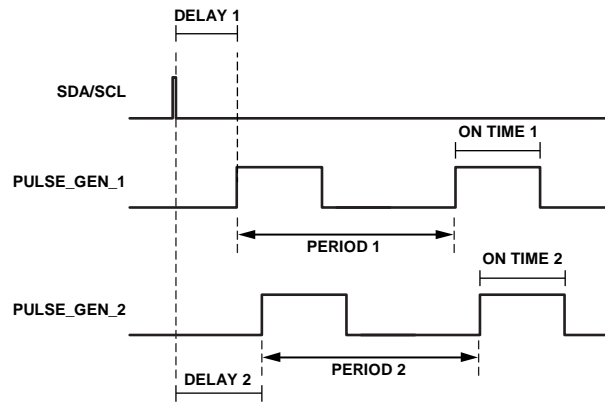 DELAY 1
SDA/SCL
ON TIME 1
PULSE_GEN_1
PERIOD 1
ON TIME 2
PULSE_GEN_2
PERIOD 2
DELAY 2